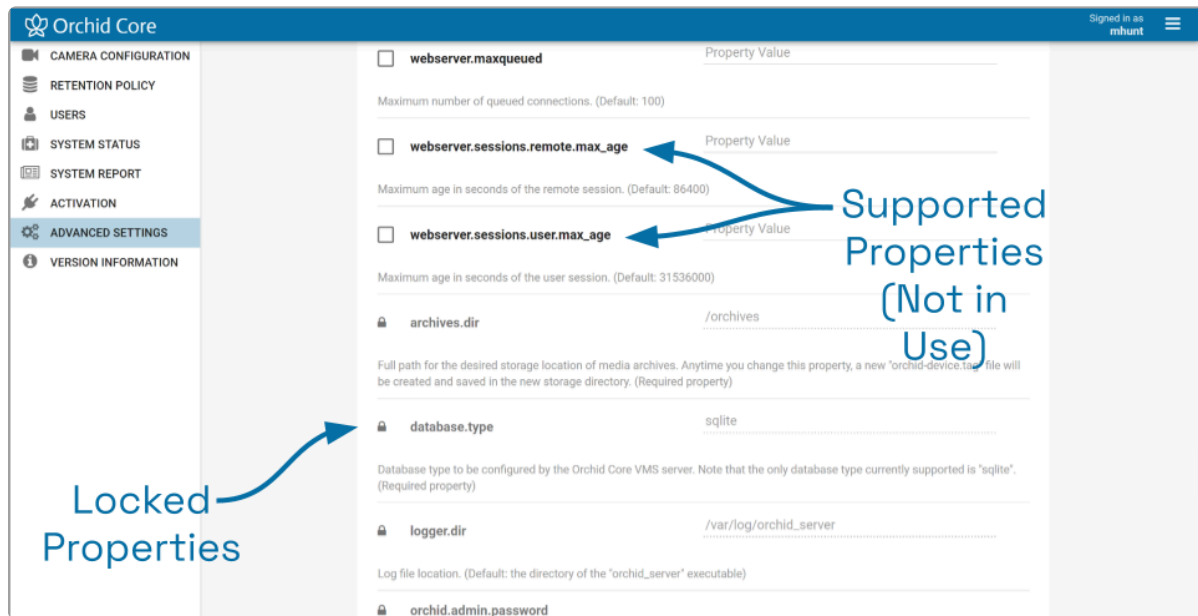 Orchid Core
Signed in as
mhunt
CAMERA CONFIGURATION
RETENTION POLICY
USERS
SYSTEM STATUS
SYSTEM REPORT
ACTIVATION
ADVANCED SETTINGS
VERSION INFORMATION
webserver.maxqueued
Property Value
Maximum number of queued connections. (Default: 100)
webserver.sessions.remote.max_age
Property Value
Maximum age in seconds of the remote session. (Default: 86400)
webserver.sessions.user.max_age
Property Value
Maximum age in seconds of the user session. (Default: 31536000)
Supported
Properties
(Not in
Use)
archives.dir
/orchives
Full path for the desired storage location of media archives. Anytime you change this property, a new "orchid-device.tag" file will
be created and saved in the new storage directory. (Required property)
database.type
sqlite
Database type to be configured by the Orchid Core VMS server. Note that the only database type currently supported is "sqlite".
(Required property)
Locked
Properties
logger.dir
/var/log/orchid_server
Log file location. (Default: the directory of the "orchid_server" executable)
orchid.admin.password